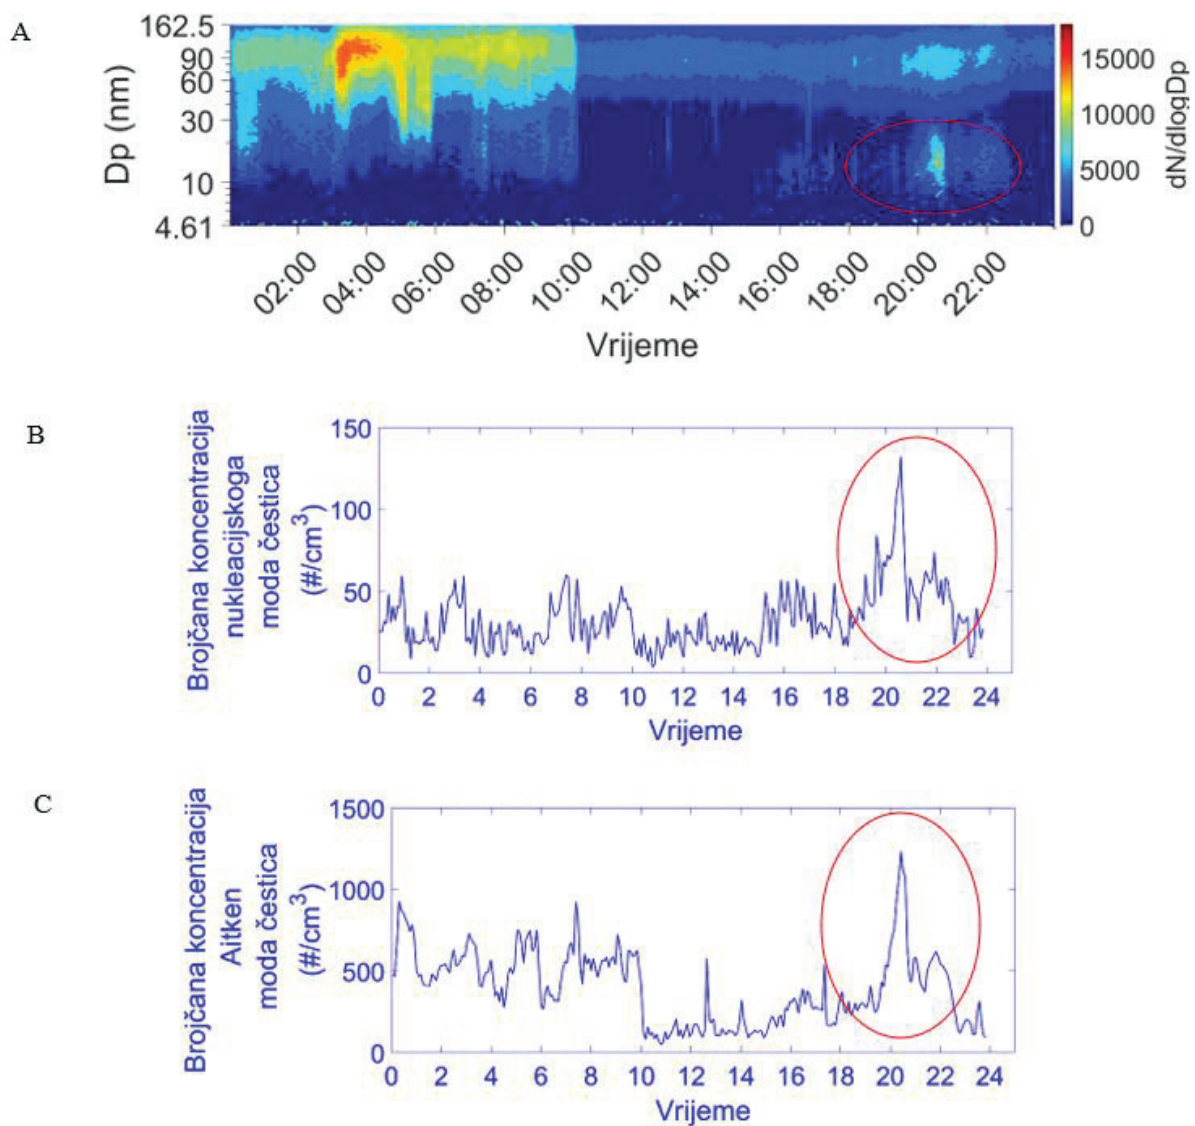 A
162.5
90
60
30
10
4.61
Dp (nm)
02:00 04:00 06:00 08:00 10:00 12:00 14:00 16:00 18:00 20:00 22:00
Vrijeme
15000
10000
5000
0
dN/dlogDp
B
Brojčana koncentracija
nukleacijskoga
moda čestica
(#/cm³)
150
100
50
0
0 2 4 6 8 10 12 14 16 18 20 22 24
Vrijeme
C
Brojčana koncentracija
Aitken
moda čestica
(#/cm³)
1500
1000
500
0
0 2 4 6 8 10 12 14 16 18 20 22 24
Vrijeme